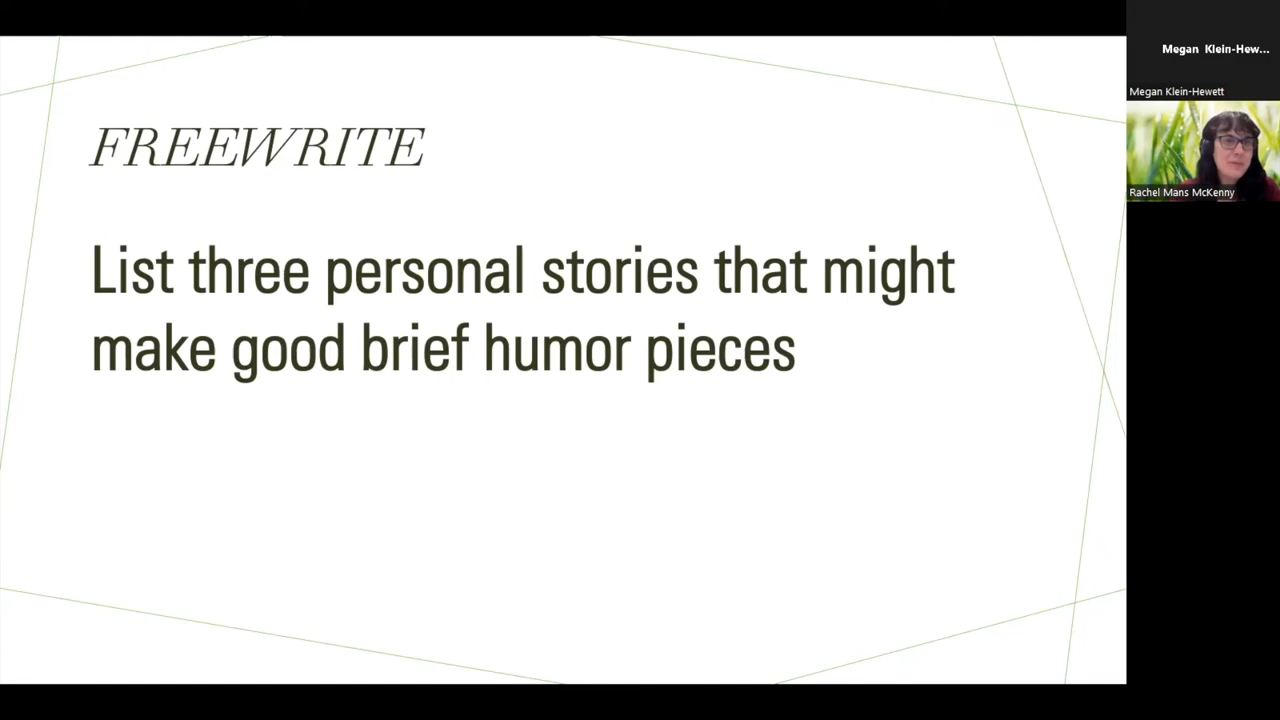 FREEWRITE
List three personal stories that might
make good brief humor pieces
Megan Klein-Hew...
Megan Klein-Hewett
Rachel Mans McKenny